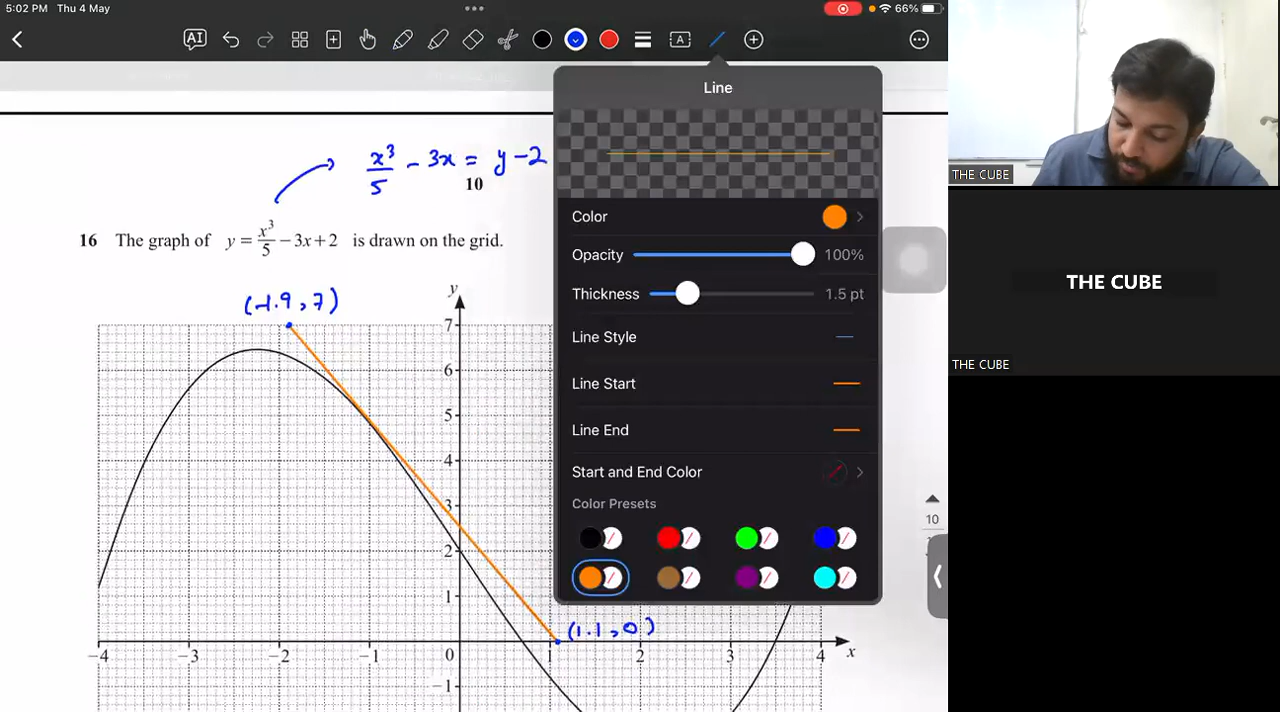 5:02 PM Thu 4 May
66%
AI
A
Line
Color
Opacity 100%
Thickness 1.5 pt
Line Style
Line Start
Line End
Start and End Color
Color Presets
x³/5 - 3x = y - 2
10
16 The graph of y = x³/5 - 3x + 2 is drawn on the grid.
(-1.9, 7)
y
7
6
5
4
3
2
1
(1.1, 0)
-4 -3 -2 -1 0 2 3 4 x
-1
10
THE CUBE
THE CUBE
THE CUBE